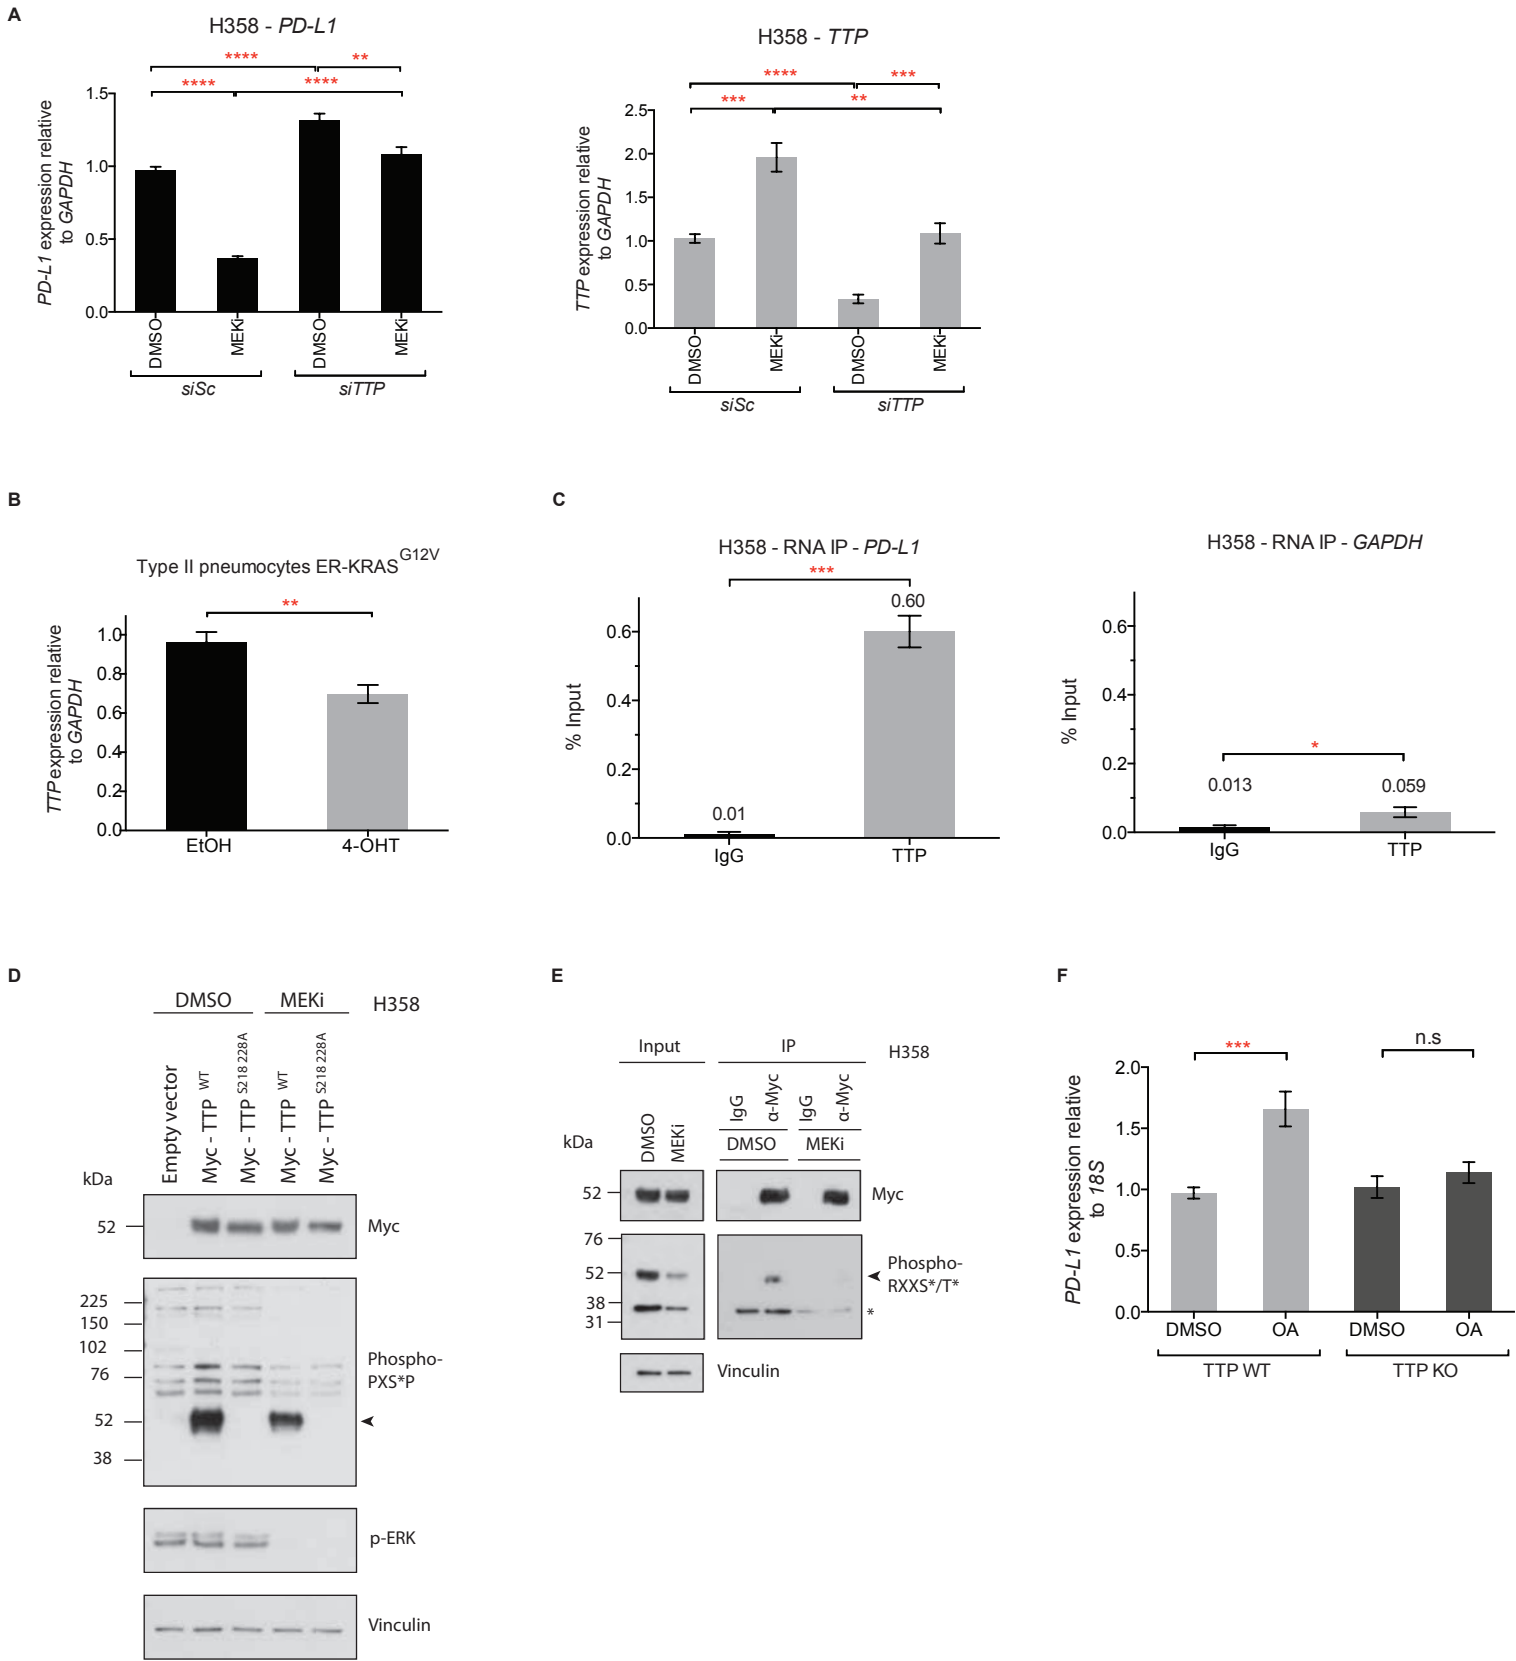 A
H358 - PD-L1
**** **
**** ****
PD-L1 expression relative
to GAPDH
1.5
1.0
0.5
0.0
DMSO MEKi DMSO MEKi
siSc siTTP
H358 - TTP
**** ***
*** **
TTP expression relative
to GAPDH
2.5
2.0
1.5
1.0
0.5
0.0
DMSO MEKi DMSO MEKi
siSc siTTP
B
Type II pneumocytes ER-KRAS G12V
**
TTP expression relative
to GAPDH
1.0
0.8
0.6
0.4
0.2
0.0
EtOH 4-OHT
C
H358 - RNA IP - PD-L1
***
% Input
0.6
0.4
0.2
0.0
0.01 0.60
IgG TTP
H358 - RNA IP - GAPDH
*
% Input
0.6
0.4
0.2
0.0
0.013 0.059
IgG TTP
D
DMSO MEKi H358
Empty vector
Myc - TTP WT
Myc - TTP S218 228A
Myc - TTP WT
Myc - TTP S218 228A
kDa
52 Myc
225
150
102
76
52
38
Phospho-
PXS*P
p-ERK
Vinculin
E
Input IP H358
DMSO MEKi
IgG α-Myc IgG α-Myc
DMSO MEKi
kDa
52 Myc
76
52
38
31
Phospho-
RXXS*/T*
*
Vinculin
F
*** n.s
PD-L1 expression relative
to 18S
2.0
1.5
1.0
0.5
0.0
DMSO OA DMSO OA
TTP WT TTP KO